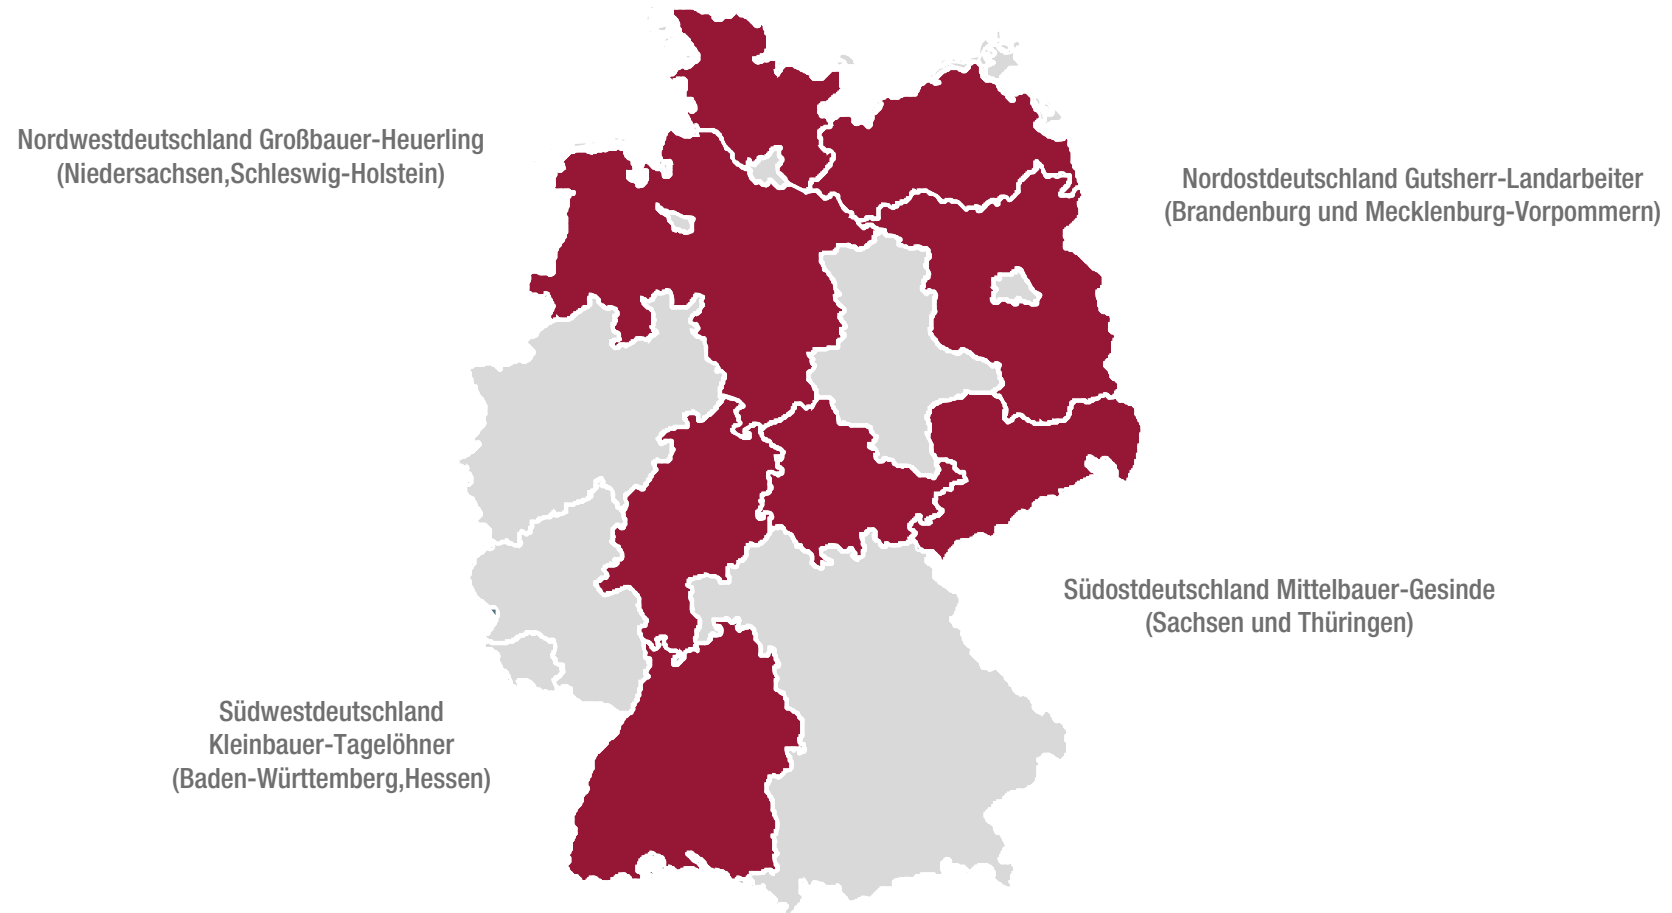 Nordwestdeutschland Großbauer-Heuerling
(Niedersachsen,Schleswig-Holstein)
Nordostdeutschland Gutsherr-Landarbeiter
(Brandenburg und Mecklenburg-Vorpommern)
Südostdeutschland Mittelbauer-Gesinde
(Sachsen und Thüringen)
Südwestdeutschland
Kleinbauer-Tagelöhner
(Baden-Württemberg,Hessen)